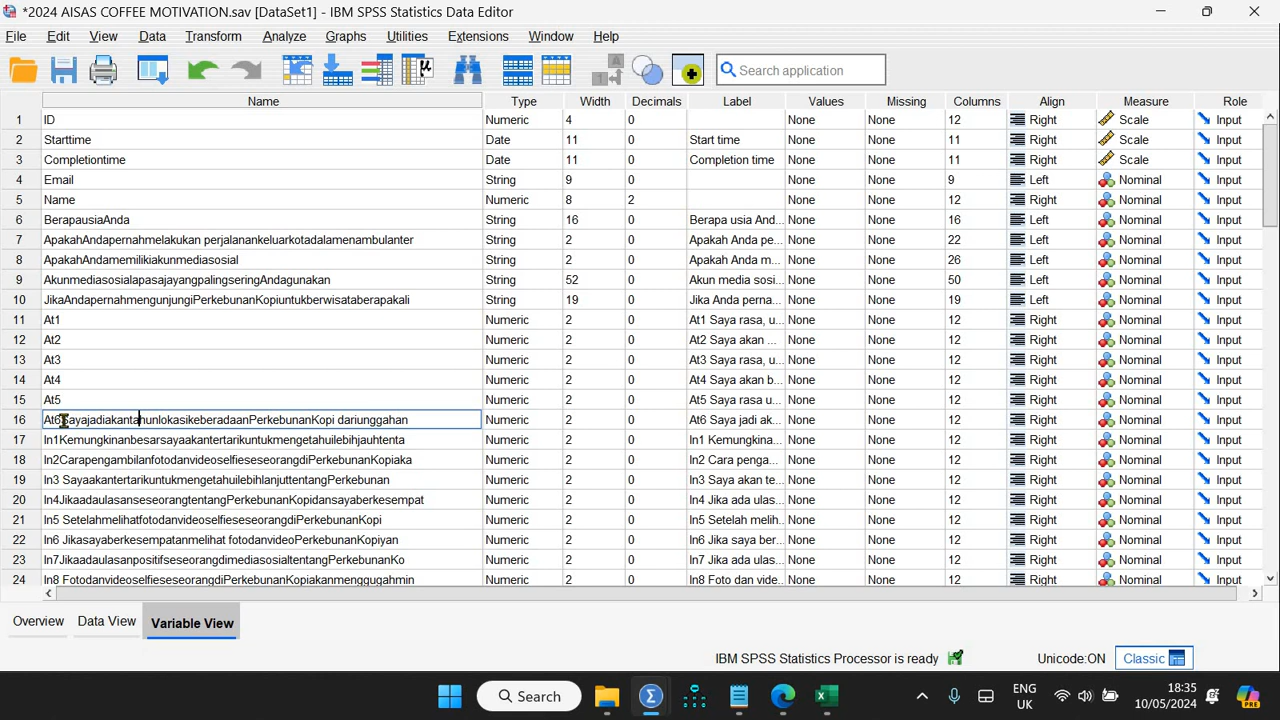 *2024 AISAS COFFEE MOTIVATION.sav [DataSet1] - IBM SPSS Statistics Data Editor
File Edit View Data Transform Analyze Graphs Utilities Extensions Window Help
Search application
Name Type Width Decimals Label Values Missing Columns Align Measure Role
1 ID Numeric 4 0 None None 12 Right Scale Input
2 Starttime Date 11 0 Start time None None 11 Right Scale Input
3 Completiontime Date 11 0 Completion time None None 11 Right Scale Input
4 Email String 9 0 None None 9 Left Nominal Input
5 Name Numeric 8 2 None None 12 Right Nominal Input
6 BerapausiaAnda String 16 0 Berapa usia And... None None 16 Left Nominal Input
7 ApakahAndapernahmelakukan perjalanankeluarkotadalamenambulanter String 2 0 Apakah Anda pe... None None 22 Left Nominal Input
8 ApakahAndamemilikiakunmediasosial String 2 0 Apakah Anda m... None None 26 Left Nominal Input
9 AkunmediasosialapasajayangpalingseringAndagunakan String 52 0 Akun media sosi... None None 50 Left Nominal Input
10 JikaAndapernahmengunjungiPerkebunanKopiuntukberwisataberapakali String 19 0 Jika Anda perna... None None 19 Left Nominal Input
11 At1 Numeric 2 0 At1 Saya rasa, u... None None 12 Right Nominal Input
12 At2 Numeric 2 0 At2 Saya akan ... None None 12 Right Nominal Input
13 At3 Numeric 2 0 At3 Saya rasa, u... None None 12 Right Nominal Input
14 At4 Numeric 2 0 At4 Saya akan b... None None 12 Right Nominal Input
15 At5 Numeric 2 0 At5 Saya rasa u... None None 12 Right Nominal Input
16 At6SayajadiakantahunlokasikeberadaanPerkebunanKopi dariunggahan Numeric 2 0 At6 Saya jadi ak... None None 12 Right Nominal Input
17 In1Kemungkinanbesarsayaakantertarikuntukmengetahuilebihjauhtenta Numeric 2 0 In1 Kemungkina... None None 12 Right Nominal Input
18 In2CarapengambilanfotodanvideoselfieseseorangdiPerkebunanKopiaka Numeric 2 0 In2 Cara penga... None None 12 Right Nominal Input
19 In3 SayaakantertarikuntukmengetahuilebihlanjuttentangPerkebunan Numeric 2 0 In3 Saya akan te... None None 12 Right Nominal Input
20 In4JikaadaulasanseseorangtentangPerkebunanKopidansayaberkesempat Numeric 2 0 In4 Jika ada ulas... None None 12 Right Nominal Input
21 In5 SetelahmelihatfotodanvideoselfieseseorangdiPerkebunanKopi Numeric 2 0 In5 Setelah melih... None None 12 Right Nominal Input
22 In6 Jikasayaberkesempatanmelihat fotodanvideoPerkebunanKopiyan Numeric 2 0 In6 Jika saya ber... None None 12 Right Nominal Input
23 In7JikaadaulasanpositifseseorangdimediasosialtentangPerkebunanKo Numeric 2 0 In7 Jika ada ulas... None None 12 Right Nominal Input
24 In8 FotodanvideoselfieseseorangdiPerkebunanKopiakanmenggugahmin Numeric 2 0 In8 Foto dan vide... None None 12 Right Nominal Input
Overview Data View Variable View
IBM SPSS Statistics Processor is ready Unicode:ON Classic
Search ENG UK 18:35 10/05/2024 PRE